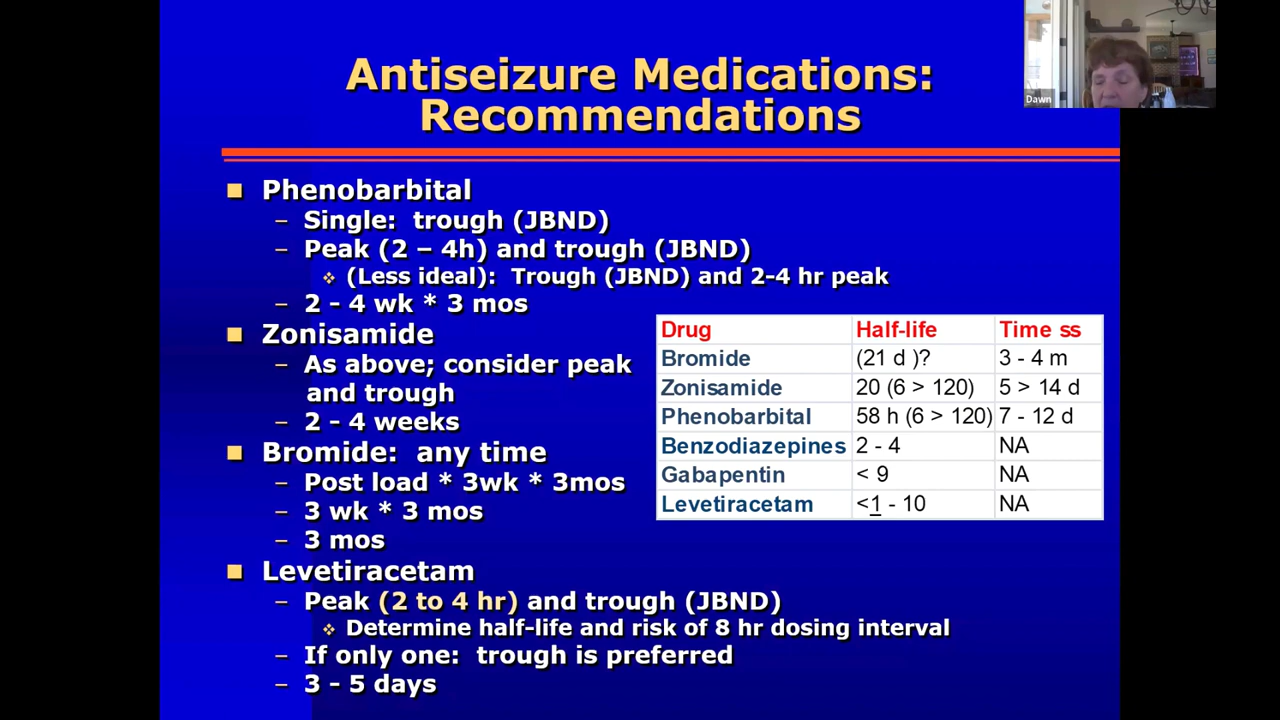 Antiseizure Medications:
Recommendations
Dawn
■ Phenobarbital
– Single: trough (JBND)
– Peak (2 – 4h) and trough (JBND)
❖ (Less ideal): Trough (JBND) and 2-4 hr peak
– 2 - 4 wk * 3 mos
■ Zonisamide
– As above; consider peak
and trough
– 2 - 4 weeks
■ Bromide: any time
– Post load * 3wk * 3mos
– 3 wk * 3 mos
– 3 mos
■ Levetiracetam
– Peak (2 to 4 hr) and trough (JBND)
❖ Determine half-life and risk of 8 hr dosing interval
– If only one: trough is preferred
– 3 - 5 days
Drug Half-life Time ss
Bromide (21 d )? 3 - 4 m
Zonisamide 20 (6 > 120) 5 > 14 d
Phenobarbital 58 h (6 > 120) 7 - 12 d
Benzodiazepines 2 - 4 NA
Gabapentin < 9 NA
Levetiracetam <1 - 10 NA